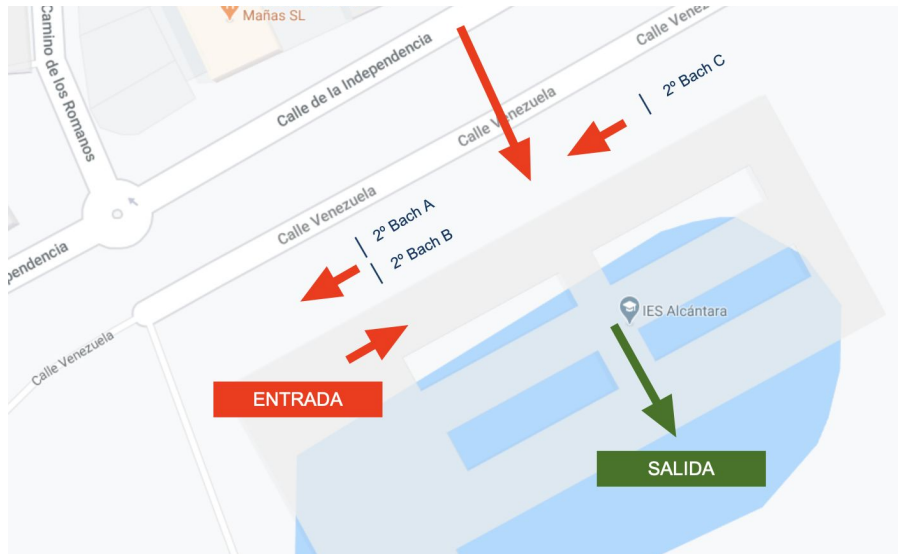 Mañas SL
Camino de los Romanos
Calle de la Independencia
Calle Venezuela
Calle Venezuela
Calle Venezuela
2º Bach C
2º Bach A
2º Bach B
pendencia
Calle Venezuela
IES Alcántara
ENTRADA
SALIDA